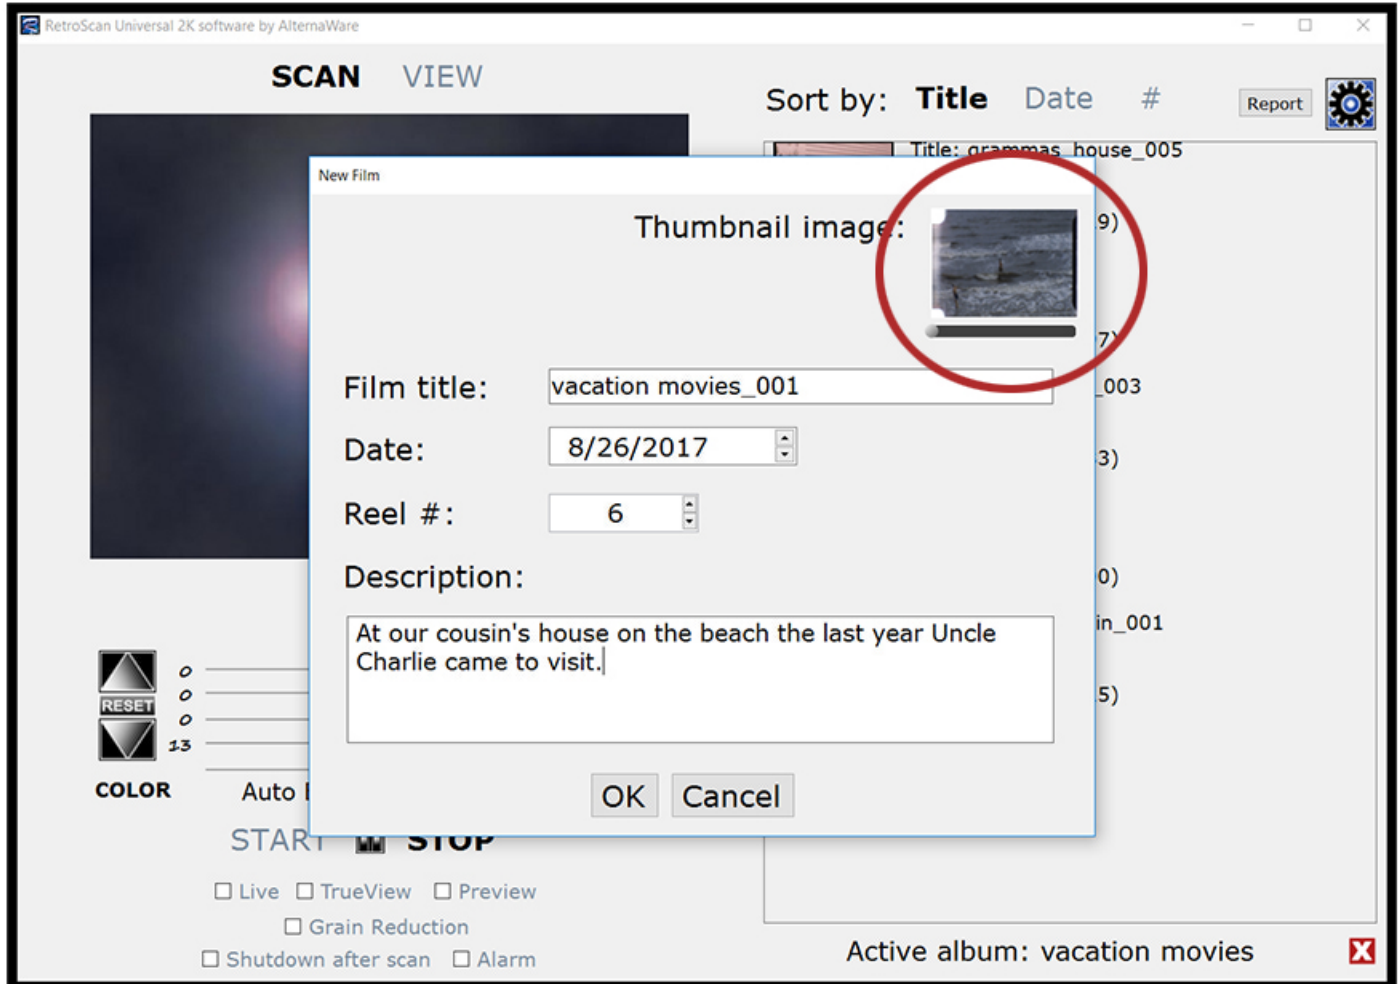 RetroScan Universal 2K software by AlternaWare
SCAN VIEW
Sort by: Title Date #
Report
Title: grammas_house_005
New Film
Thumbnail image:
9)
7)
Film title: vacation movies_001
_003
Date: 8/26/2017
3)
Reel #: 6
Description:
0)
At our cousin's house on the beach the last year Uncle
Charlie came to visit.
in_001
0
RESET
0
5)
0
13
COLOR
Auto
OK Cancel
START STOP
Live TrueView Preview
Grain Reduction
Shutdown after scan Alarm
Active album: vacation movies
X